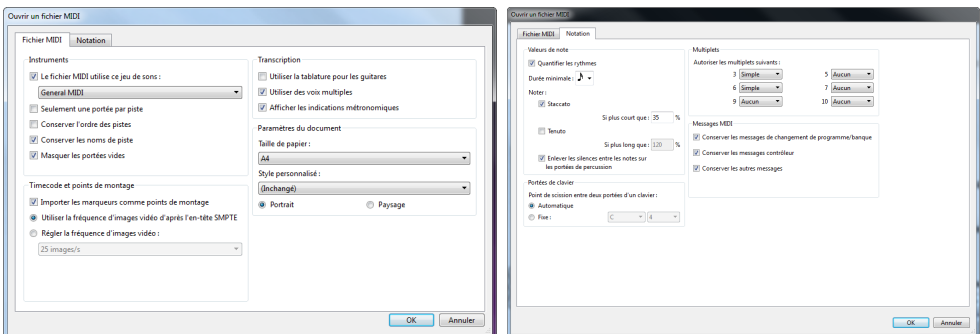 Ouvrir un fichier MIDI
Fichier MIDI
Notation
Instruments
Le fichier MIDI utilise ce jeu de sons :
General MIDI
Seulement une portée par piste
Conserver l'ordre des pistes
Conserver les noms de piste
Masquer les portées vides
Timecode et points de montage
Importer les marqueurs comme points de montage
Utiliser la fréquence d'images vidéo d'après l'en-tête SMPTE
Régler la fréquence d'images vidéo :
25 images/s
Transcription
Utiliser la tablature pour les guitares
Utiliser des voix multiples
Afficher les indications métronomiques
Paramètres du document
Taille de papier :
A4
Style personnalisé :
(Inchangé)
Portrait Paysage
OK Annuler
Ouvrir un fichier MIDI
Fichier MIDI
Notation
Valeurs de note
Quantifier les rythmes
Durée minimale :
Noter :
Staccato
Si plus court que : 35 %
Tenuto
Si plus long que : 120 %
Enlever les silences entre les notes sur
les portées de percussion
Portées de clavier
Point de scission entre deux portées d'un clavier :
Automatique
Fixe : C 4
Multiplets
Autoriser les multiplets suivants :
3 Simple 5 Aucun
6 Simple 7 Aucun
9 Aucun 10 Aucun
Messages MIDI
Conserver les messages de changement de programme/banque
Conserver les messages contrôleur
Conserver les autres messages
OK Annuler